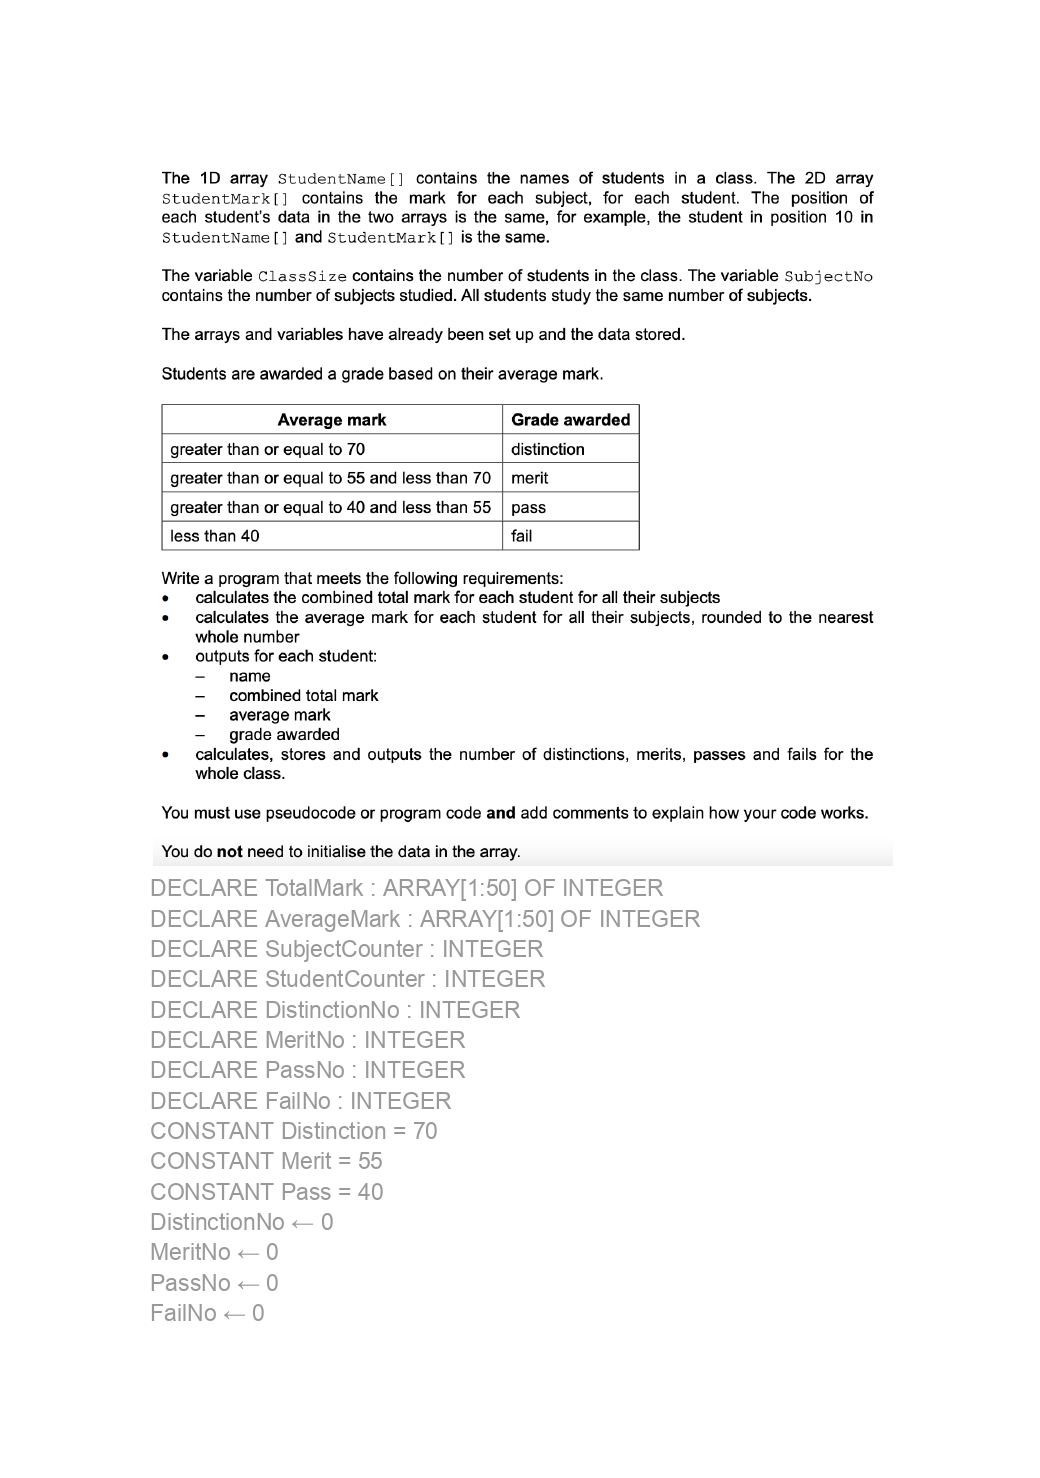 The 1D array StudentName[] contains the names of students in a class. The 2D array
StudentMark[] contains the mark for each subject, for each student. The position of
each student's data in the two arrays is the same, for example, the student in position 10 in
StudentName[] and StudentMark[] is the same.
The variable ClassSize contains the number of students in the class. The variable SubjectNo
contains the number of subjects studied. All students study the same number of subjects.
The arrays and variables have already been set up and the data stored.
Students are awarded a grade based on their average mark.
Average mark Grade awarded
greater than or equal to 70 distinction
greater than or equal to 55 and less than 70 merit
greater than or equal to 40 and less than 55 pass
less than 40 fail
Write a program that meets the following requirements:
• calculates the combined total mark for each student for all their subjects
• calculates the average mark for each student for all their subjects, rounded to the nearest
whole number
• outputs for each student:
– name
– combined total mark
– average mark
– grade awarded
• calculates, stores and outputs the number of distinctions, merits, passes and fails for the
whole class.
You must use pseudocode or program code and add comments to explain how your code works.
You do not need to initialise the data in the array.
DECLARE TotalMark : ARRAY[1:50] OF INTEGER
DECLARE AverageMark : ARRAY[1:50] OF INTEGER
DECLARE SubjectCounter : INTEGER
DECLARE StudentCounter : INTEGER
DECLARE DistinctionNo : INTEGER
DECLARE MeritNo : INTEGER
DECLARE PassNo : INTEGER
DECLARE FailNo : INTEGER
CONSTANT Distinction = 70
CONSTANT Merit = 55
CONSTANT Pass = 40
DistinctionNo ← 0
MeritNo ← 0
PassNo ← 0
FailNo ← 0